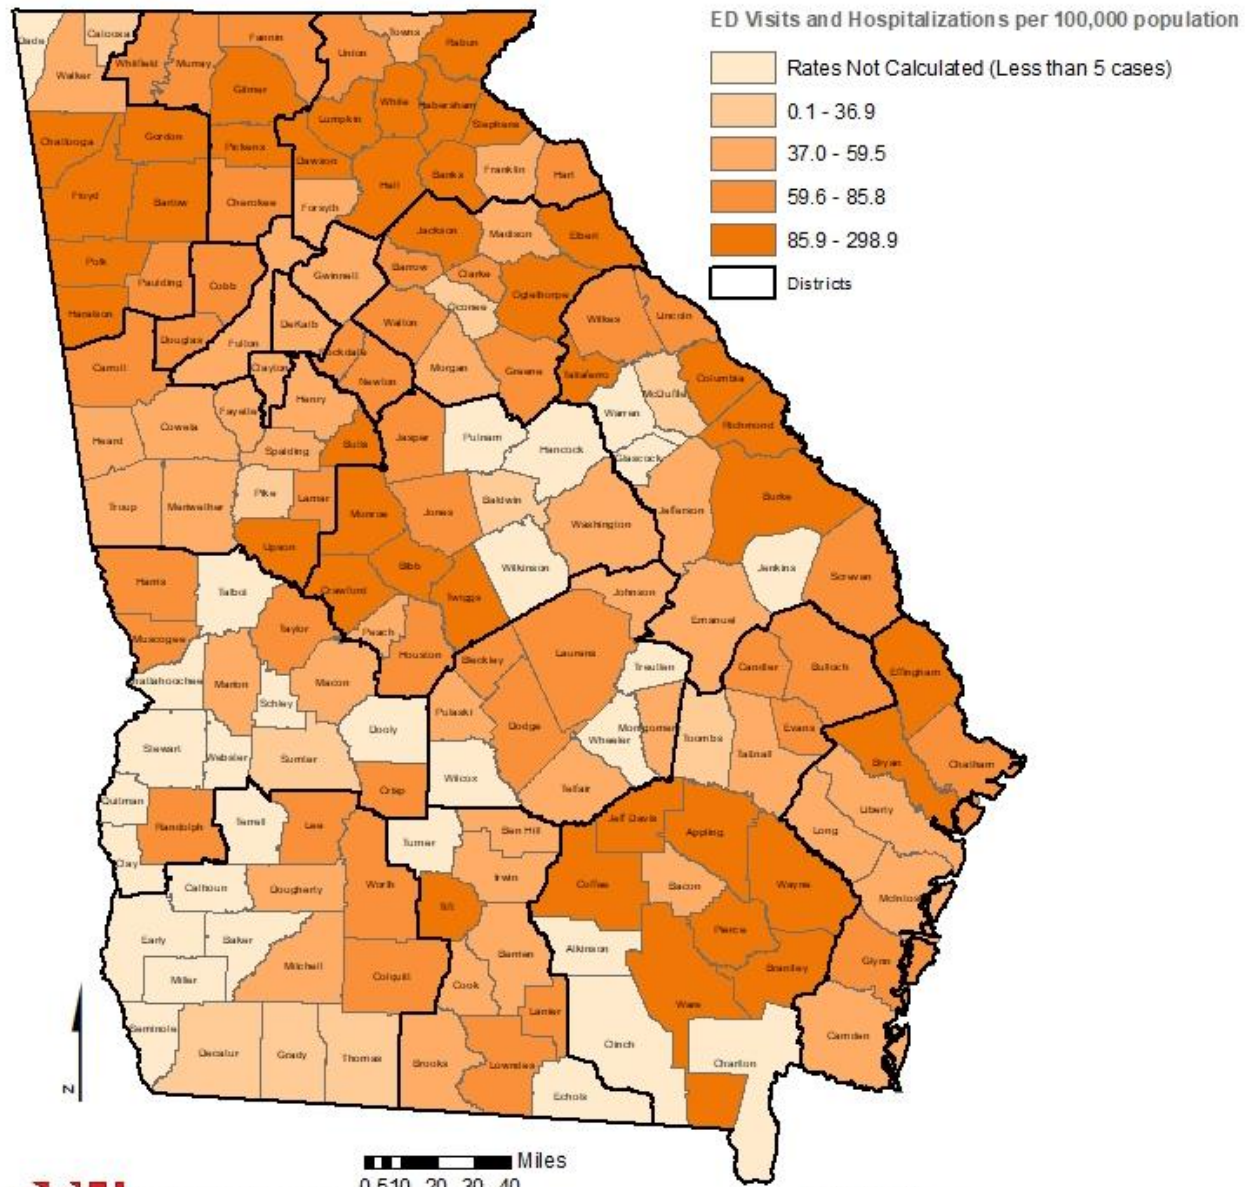 ED Visits and Hospitalizations per 100,000 population
Rates Not Calculated (Less than 5 cases)
0.1 - 36.9
37.0 - 59.5
59.6 - 85.8
85.9 - 298.9
Districts
Dade
Catoosa
Whitfield
Murray
Fannin
Union
Towns
Rabun
Walker
Gilmer
Lumpkin
White
Habersham
Stephens
Chattooga
Gordon
Pickens
Dawson
Hall
Banks
Franklin
Hart
Floyd
Bartow
Cherokee
Forsyth
Jackson
Madison
Elbert
Polk
Paulding
Cobb
Gwinnett
Barrow
Clarke
Oglethorpe
Oconee
Haralson
Douglas
Fulton
DeKalb
Walton
Wilkes
Lincoln
Carroll
Clayton
Rockdale
Newton
Morgan
Greene
Taliaferro
McDuffie
Columbia
Heard
Coweta
Fayette
Henry
Spalding
Butts
Jasper
Putnam
Hancock
Warren
Glascock
Richmond
Troup
Meriwether
Pike
Lamar
Monroe
Jones
Baldwin
Washington
Jefferson
Burke
Upson
Harris
Talbot
Crawford
Bibb
Twiggs
Wilkinson
Johnson
Jenkins
Screven
Muscogee
Taylor
Peach
Houston
Bleckley
Laurens
Emanuel
Chattahoochee
Marion
Schley
Macon
Treutlen
Candler
Bulloch
Effingham
Stewart
Webster
Sumter
Dooly
Pulaski
Dodge
Wheeler
Montgomery
Toombs
Tattnall
Evans
Bryan
Chatham
Quitman
Randolph
Terrell
Lee
Crisp
Wilcox
Telfair
Liberty
Long
Clay
Calhoun
Dougherty
Worth
Turner
Ben Hill
Irwin
Jeff Davis
Appling
Coffee
Bacon
Wayne
McIntosh
Early
Baker
Miller
Mitchell
Colquitt
Tift
Berrien
Cook
Atkinson
Pierce
Brantley
Glynn
Seminole
Decatur
Grady
Thomas
Brooks
Lowndes
Lanier
Ware
Clinch
Charlton
Camden
Echols
N
Miles
0 5 10 20 30 40